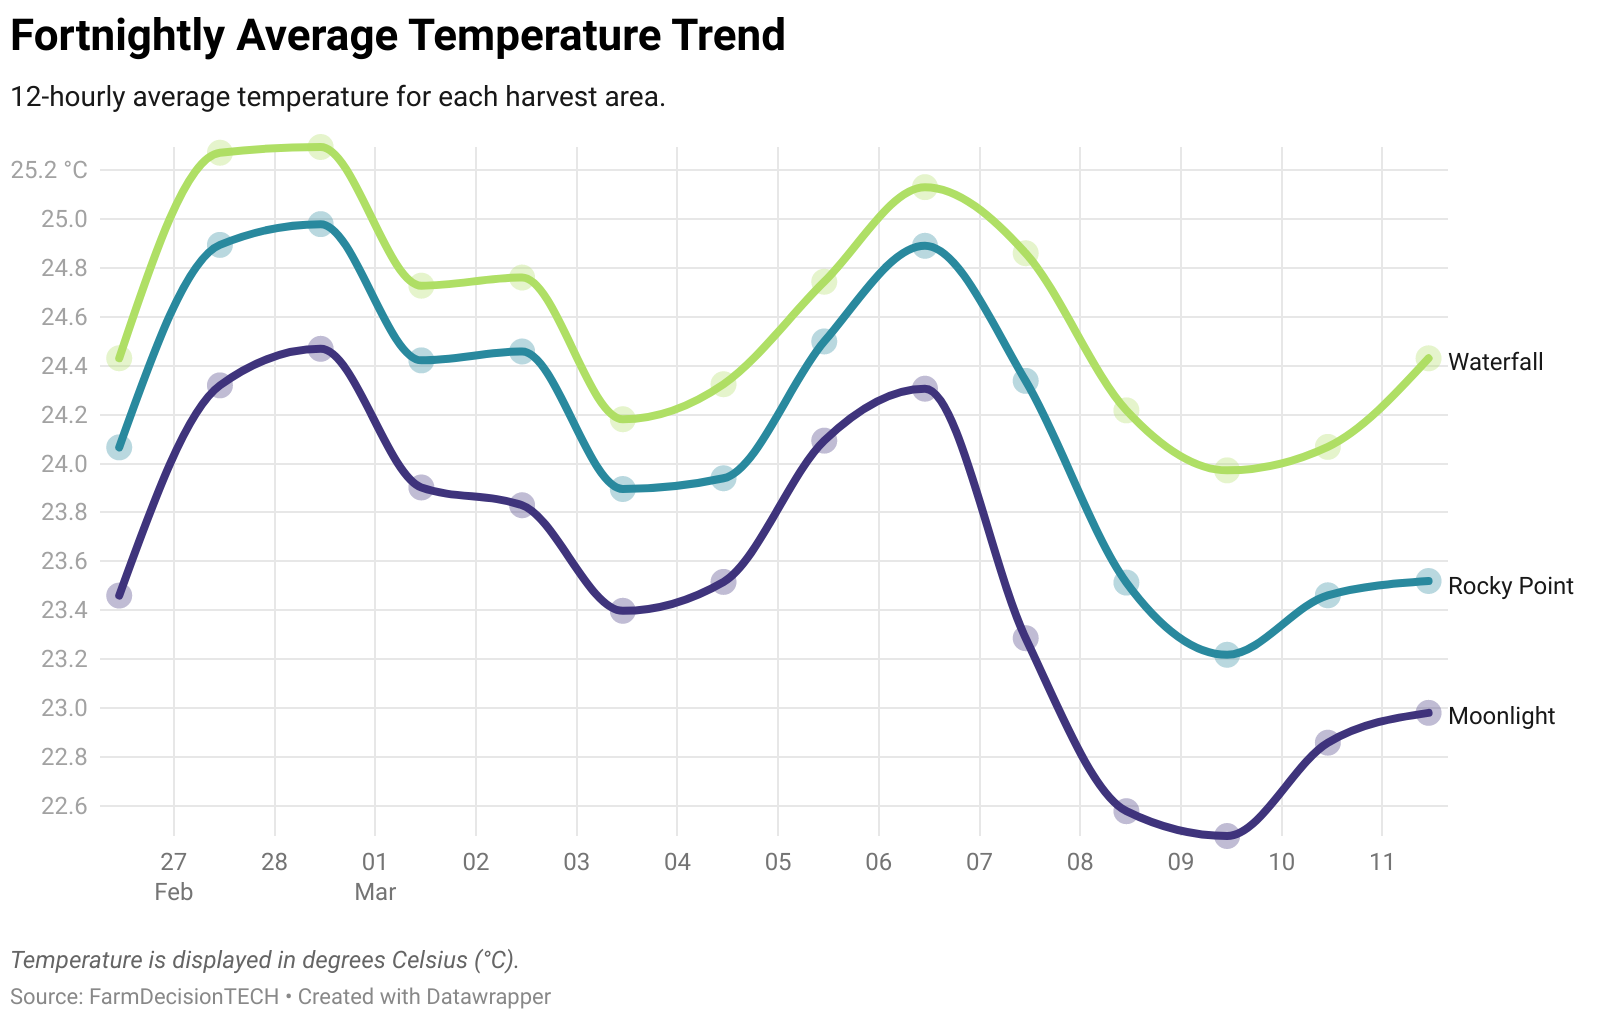 Fortnightly Average Temperature Trend
12-hourly average temperature for each harvest area.
25.2 °C
25.0
24.8
24.6
24.4
24.2
24.0
23.8
23.6
23.4
23.2
23.0
22.8
22.6
Waterfall
Rocky Point
Moonlight
27 28 01 02 03 04 05 06 07 08 09 10 11
Feb Mar
Temperature is displayed in degrees Celsius (°C).
Source: FarmDecisionTECH • Created with Datawrapper